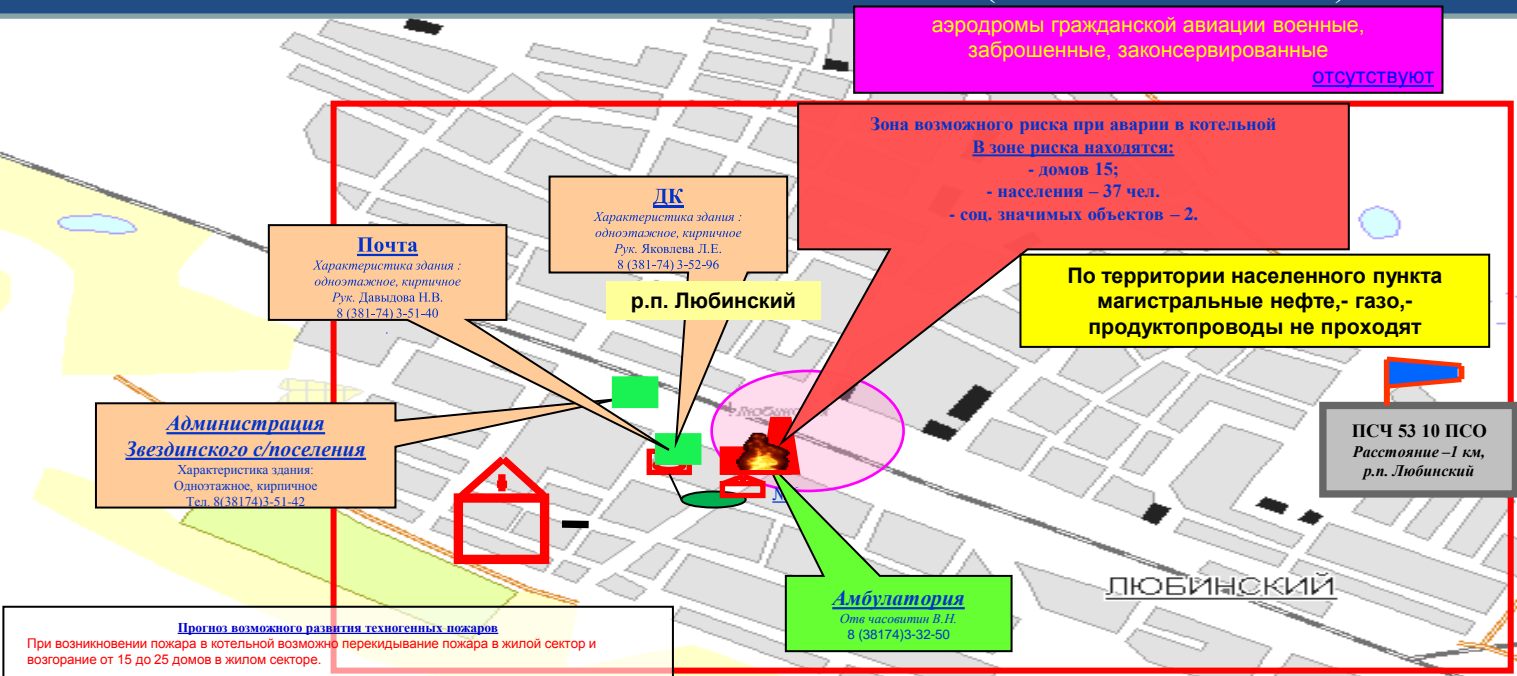 аэродромы гражданской авиации военные,
заброшенные, законсервированные
отсутствуют
Зона возможного риска при аварии в котельной
В зоне риска находятся:
- домов 15;
- населения – 37 чел.
- соц. значимых объектов – 2.
ДК
Характеристика здания :
одноэтажное, кирпичное
Рук. Яковлева Л.Е.
8 (381-74) 3-52-96
Почта
Характеристика здания :
одноэтажное, кирпичное
Рук. Давыдова Н.В.
8 (381-74) 3-51-40
.
р.п. Любинский
По территории населенного пункта
магистральные нефте,- газо,-
продуктопроводы не проходят
Администрация
Звездинского с/поселения
Характеристика здания:
Одноэтажное, кирпичное
Тел. 8(38174)3-51-42
ПСЧ 53 10 ПСО
Расстояние –1 км,
р.п. Любинский
ЛЮБИНСКИЙ
Амбулатория
Отв часовитин В.Н.
8 (38174)3-32-50
Прогноз возможного развития техногенных пожаров
При возникновении пожара в котельной возможно перекидывание пожара в жилой сектор и
возгорание от 15 до 25 домов в жилом секторе.